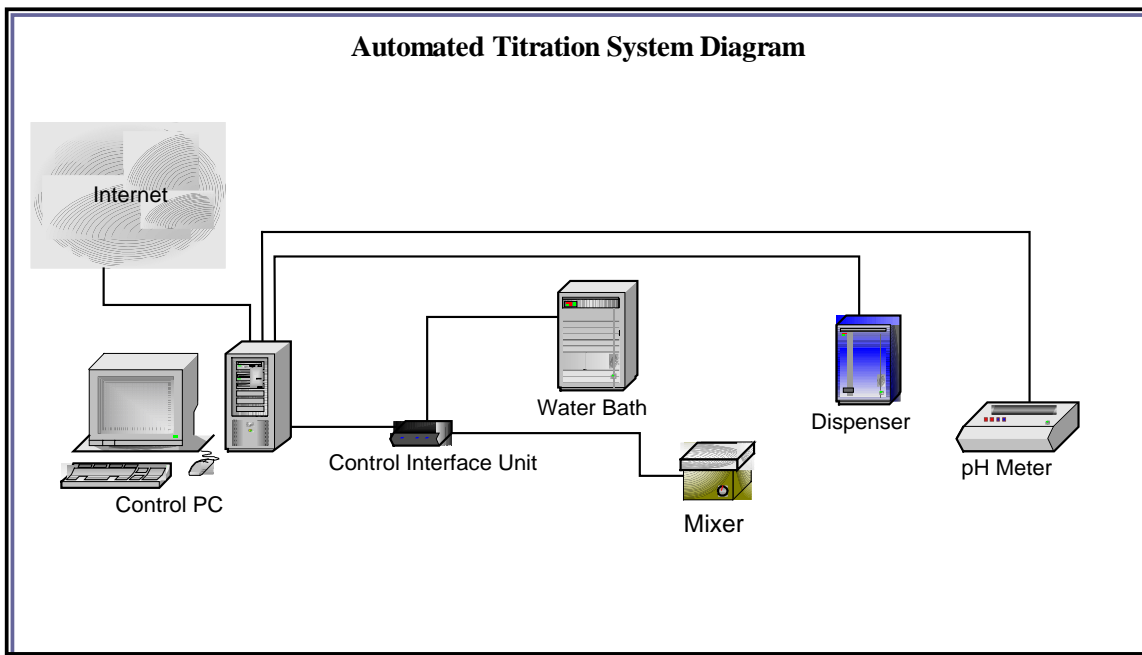 Automated Titration System Diagram
Internet
Water Bath
Dispenser
Control Interface Unit
pH Meter
Control PC
Mixer